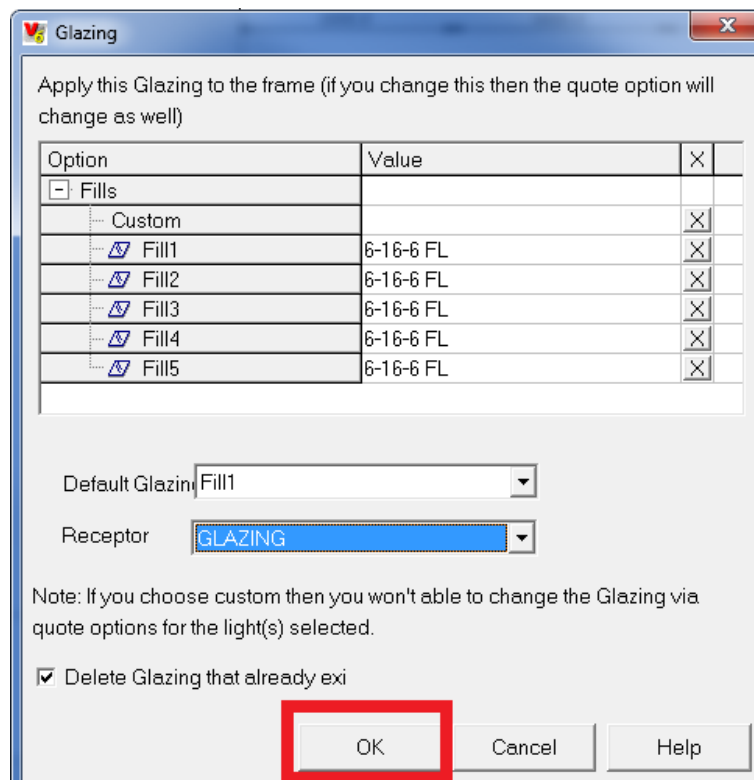 Glazing
Apply this Glazing to the frame (if you change this then the quote option will
change as well)
Option Value X
Fills
Custom X
Fill1 6-16-6 FL X
Fill2 6-16-6 FL X
Fill3 6-16-6 FL X
Fill4 6-16-6 FL X
Fill5 6-16-6 FL X
Default Glazin Fill1
Receptor GLAZING
Note: If you choose custom then you won't able to change the Glazing via
quote options for the light(s) selected.
Delete Glazing that already exi
OK Cancel Help